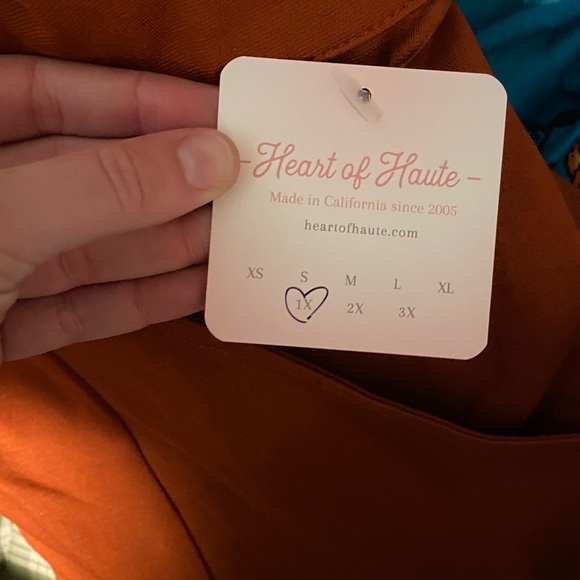 - Heart of Haute -
Made in California since 2005
heartofhaute.com
XS S M L XL
1X 2X 3X